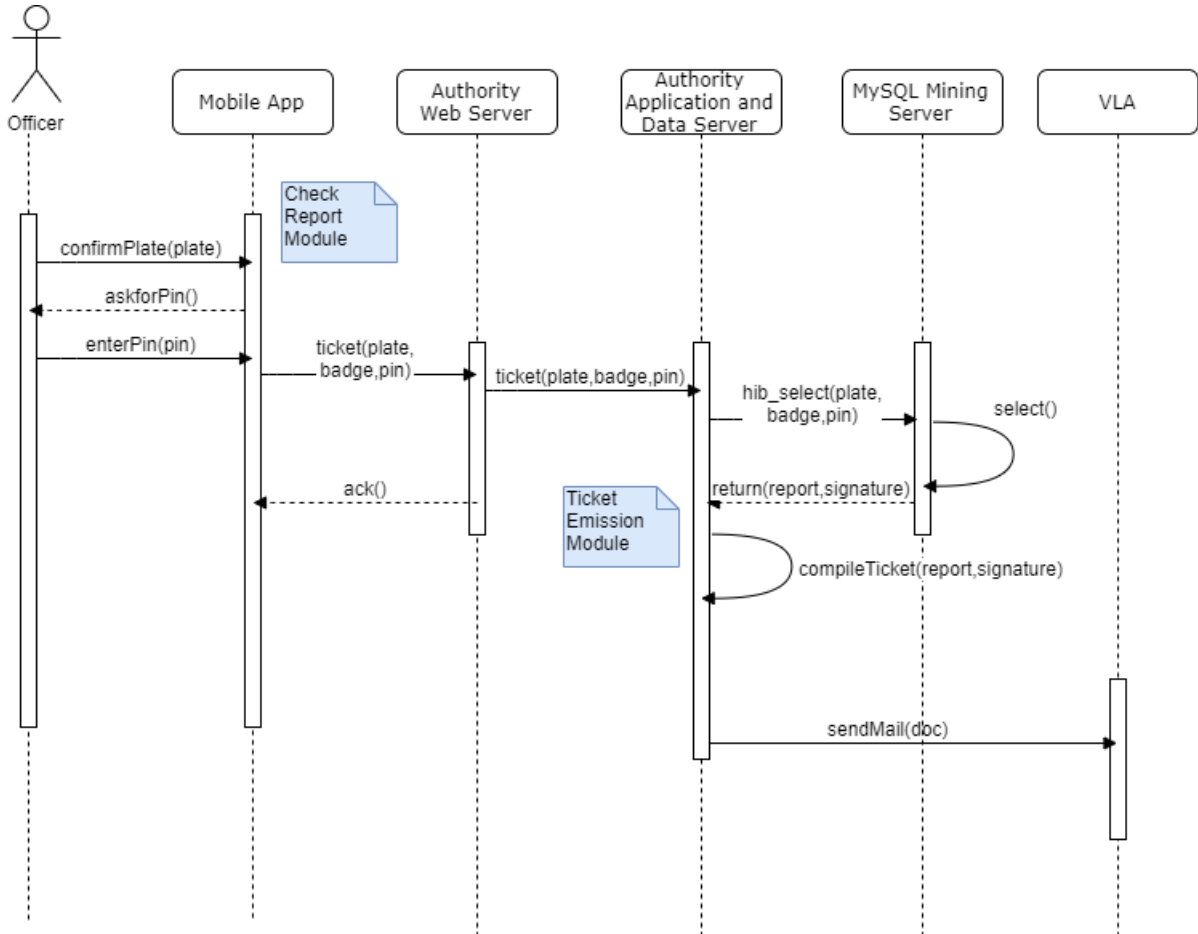 Officer
Mobile App
Authority
Web Server
Authority
Application and
Data Server
MySQL Mining
Server
VLA
Check
Report
Module
confirmPlate(plate)
askforPin()
enterPin(pin)
ticket(plate,
badge,pin)
ticket(plate,badge,pin)
hib_select(plate,
badge,pin)
select()
ack()
return(report,signature)
Ticket
Emission
Module
compileTicket(report,signature)
sendMail(doc)